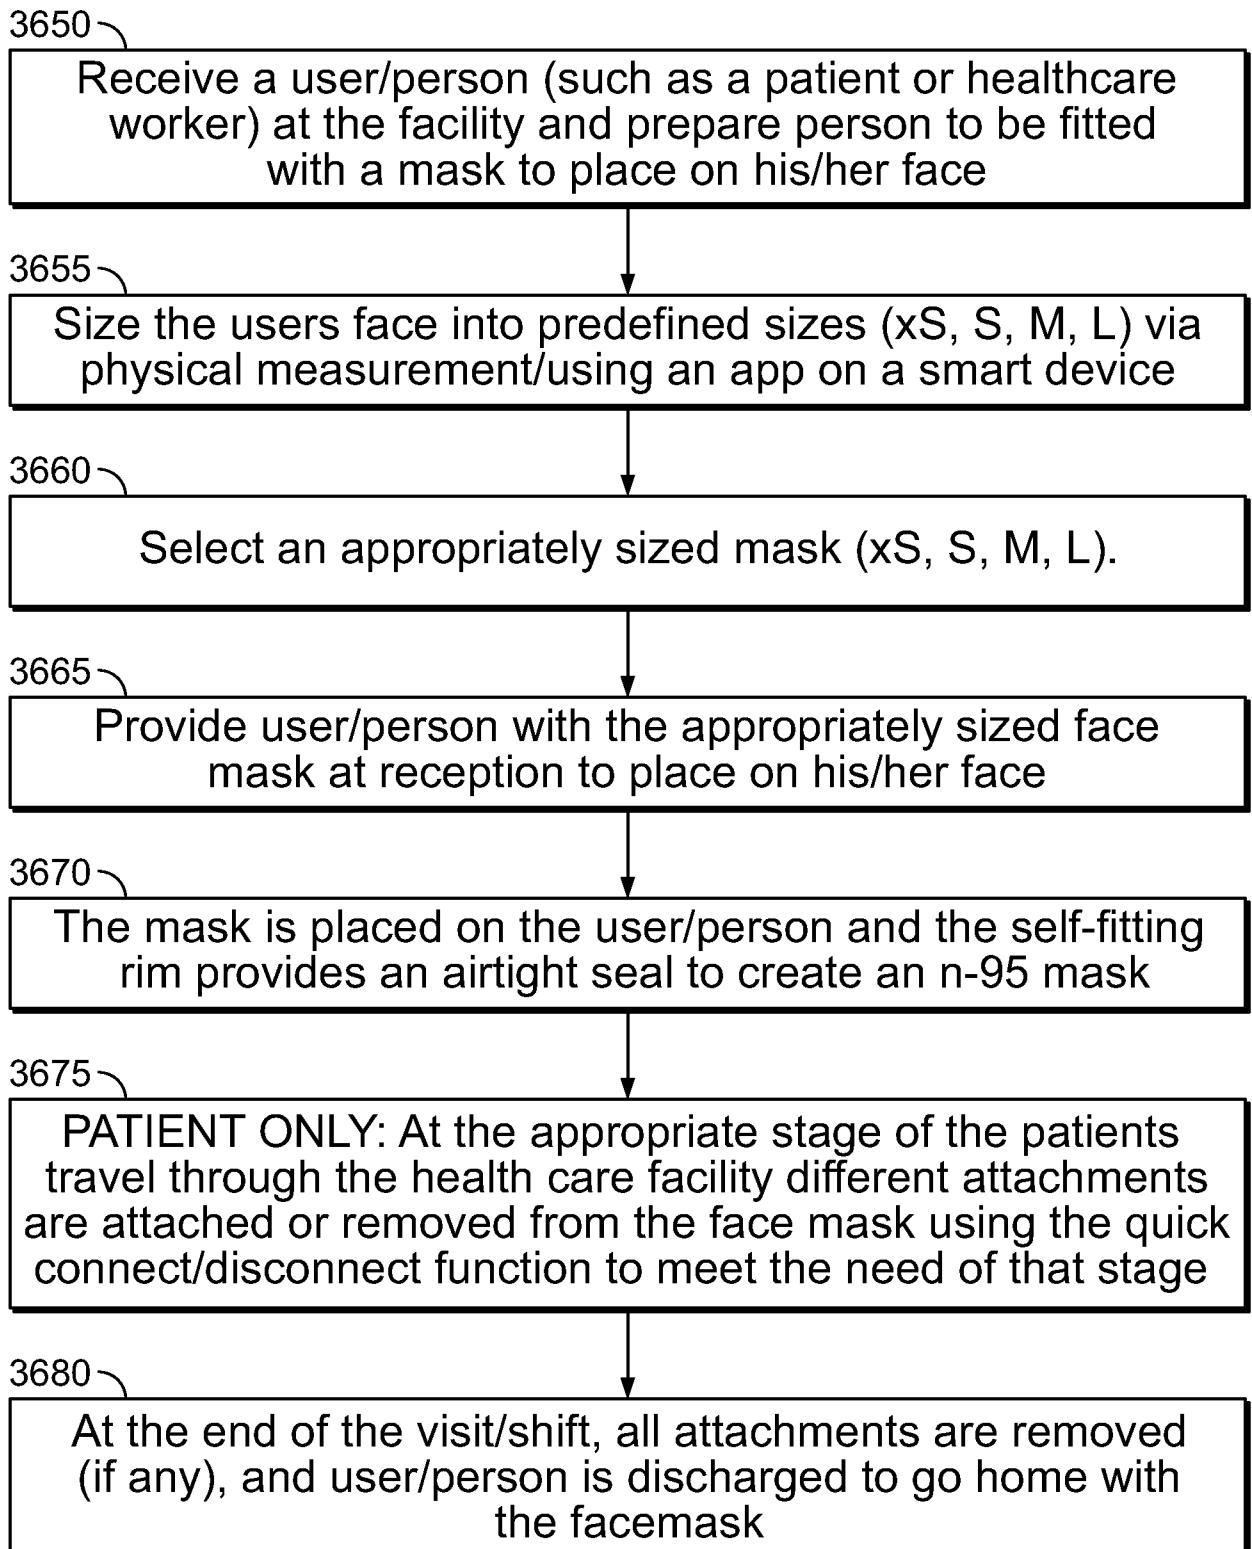 3650
Receive a user/person (such as a patient or healthcare
worker) at the facility and prepare person to be fitted
with a mask to place on his/her face
3655
Size the users face into predefined sizes (xS, S, M, L) via
physical measurement/using an app on a smart device
3660
Select an appropriately sized mask (xS, S, M, L).
3665
Provide user/person with the appropriately sized face
mask at reception to place on his/her face
3670
The mask is placed on the user/person and the self-fitting
rim provides an airtight seal to create an n-95 mask
3675
PATIENT ONLY: At the appropriate stage of the patients
travel through the health care facility different attachments
are attached or removed from the face mask using the quick
connect/disconnect function to meet the need of that stage
3680
At the end of the visit/shift, all attachments are removed
(if any), and user/person is discharged to go home with
the facemask